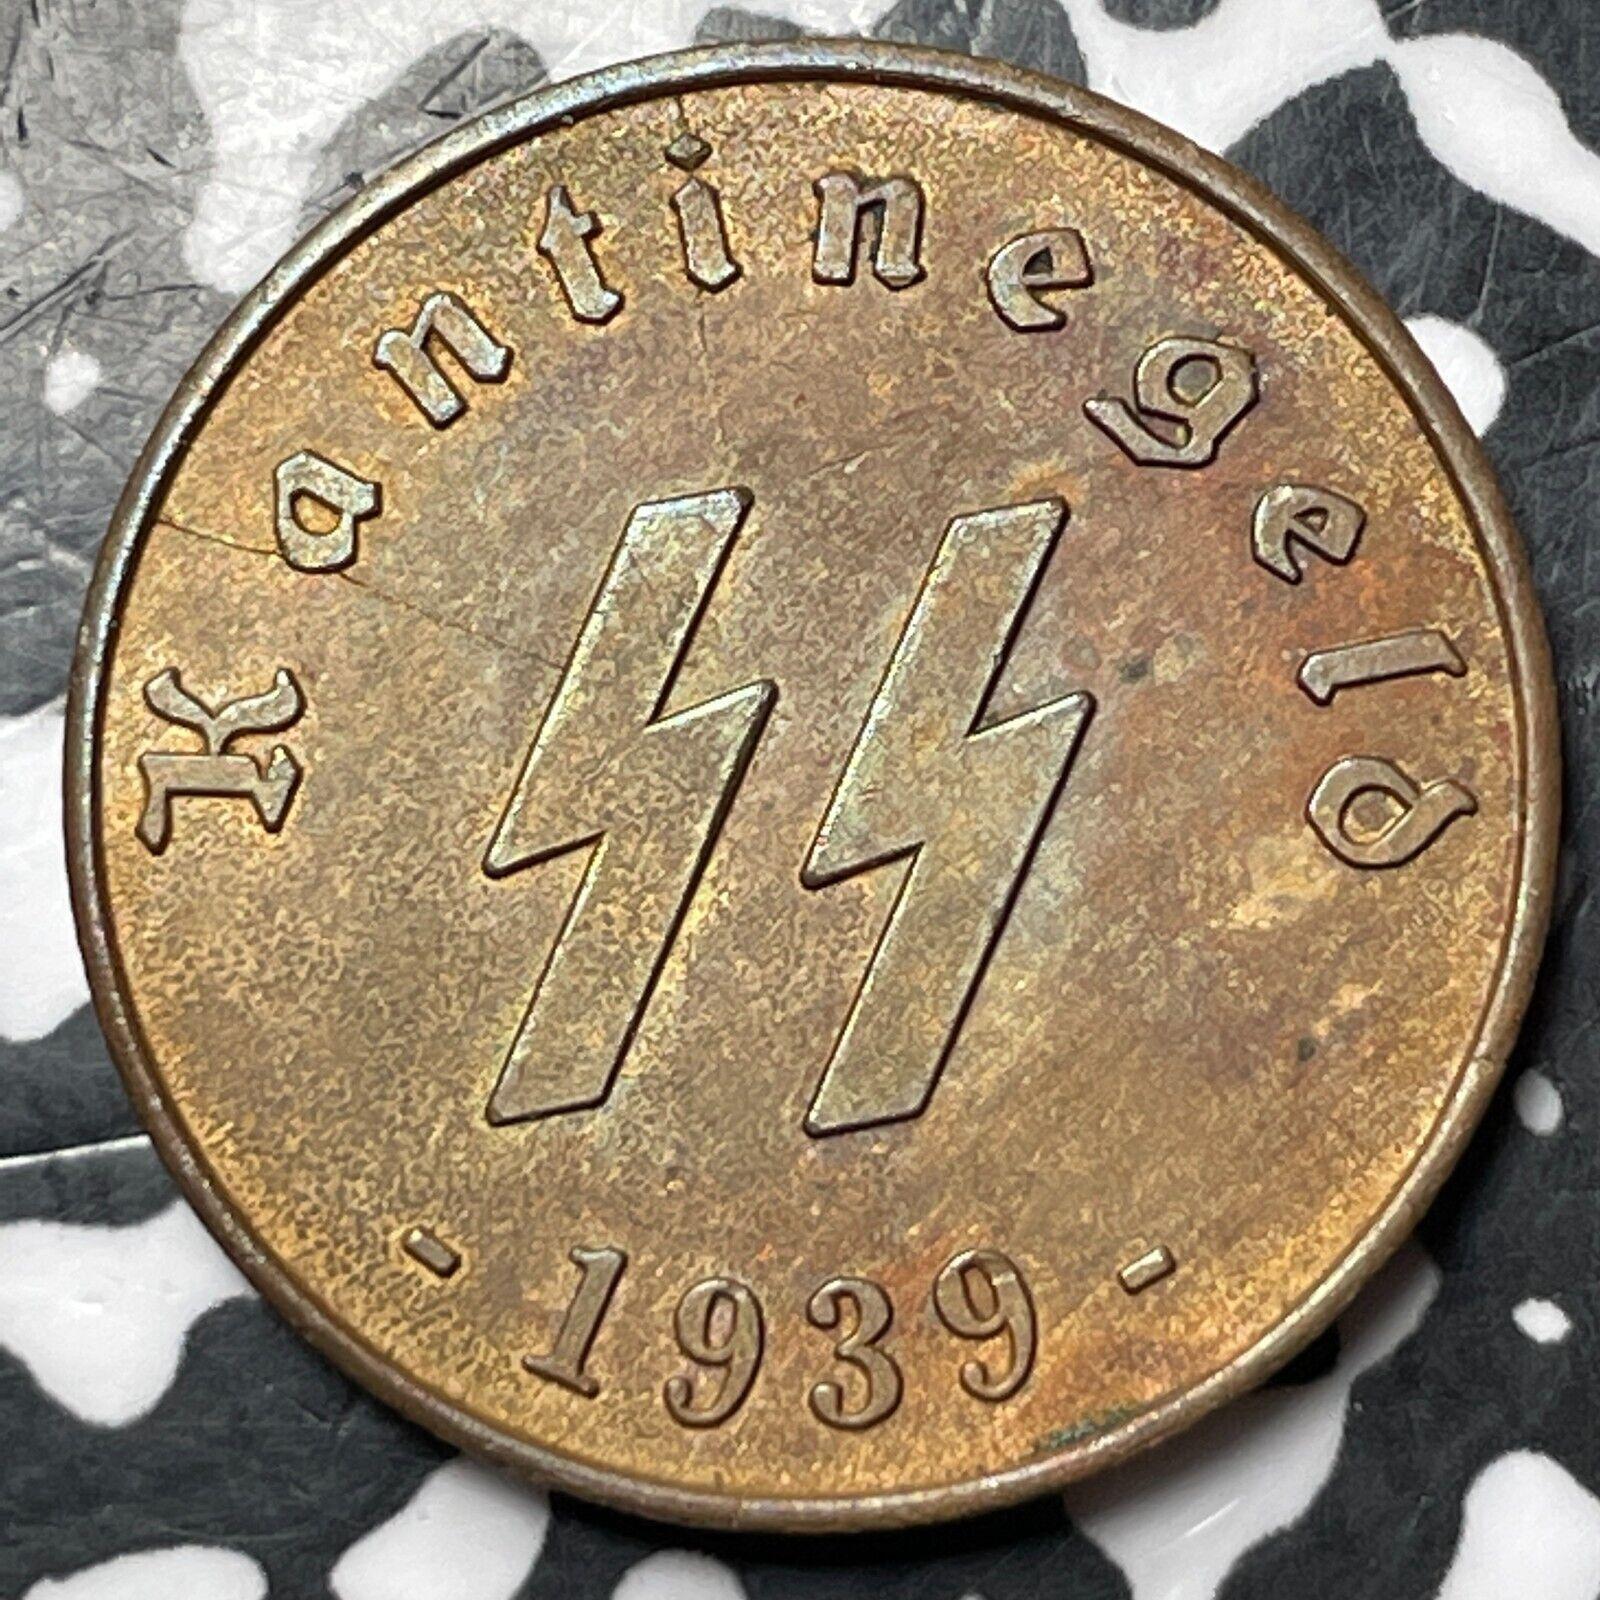 Kantinegeld
SS
- 1939 -